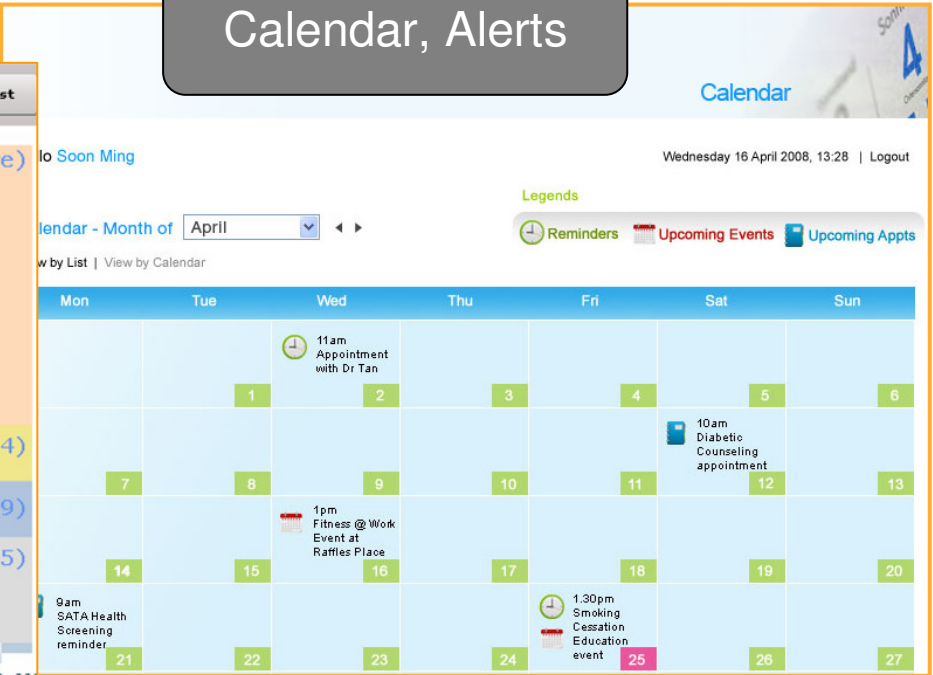 Calendar, Alerts
Calendar
st
e)
4)
9)
5)
lo Soon Ming
Wednesday 16 April 2008, 13:28 | Logout
Legends
lendar - Month of April
Reminders Upcoming Events Upcoming Appts
w by List | View by Calendar
Mon Tue Wed Thu Fri Sat Sun
11am
Appointment
with Dr Tan
1 2 3 4 5 6
10am
Diabetic
Counseling
appointment
7 8 9 10 11 12 13
1pm
Fitness @ Work
Event at
Raffles Place
14 15 16 17 18 19 20
9am
SATA Health
Screening
reminder
1.30pm
Smoking
Cessation
Education
event
21 22 23 24 25 26 27